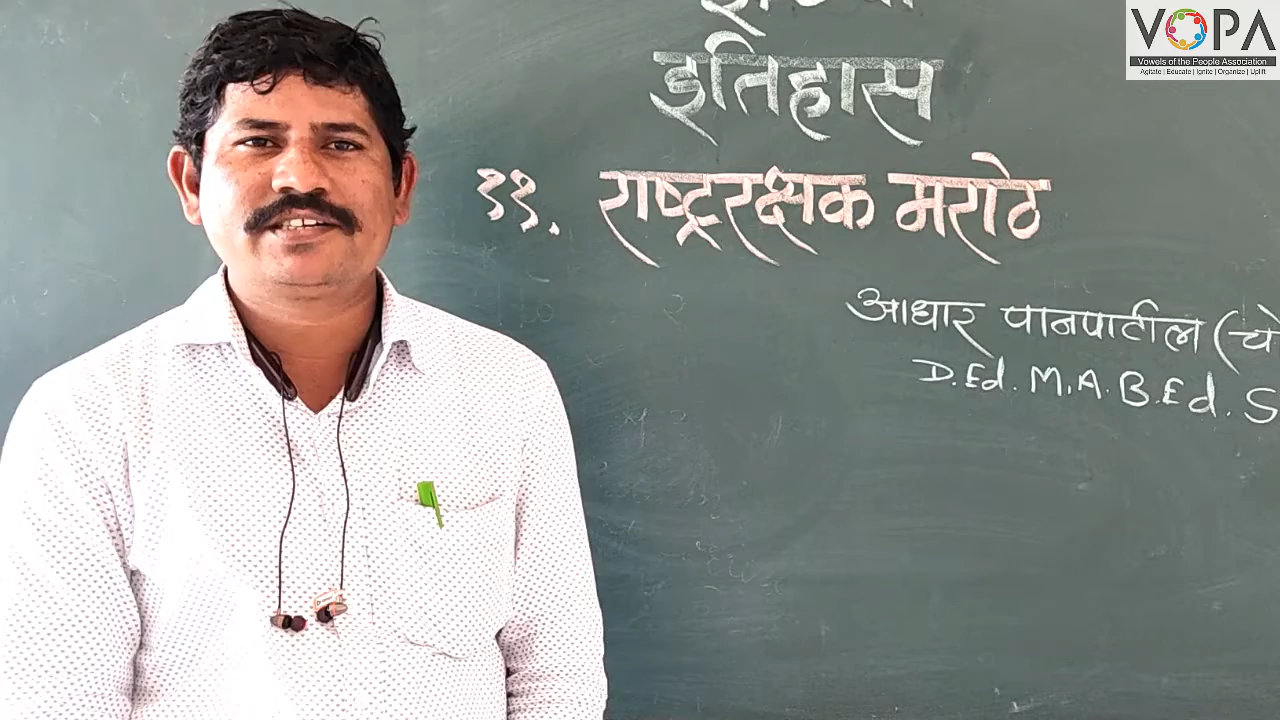 VOPA
Vowels of the People Association
Agitate | Educate | Ignite | Organize | Uplift
इतिहास
११. राष्ट्ररक्षक मराठे
आधार पानपाटील (चो
D.Ed. M.A. B.Ed. S